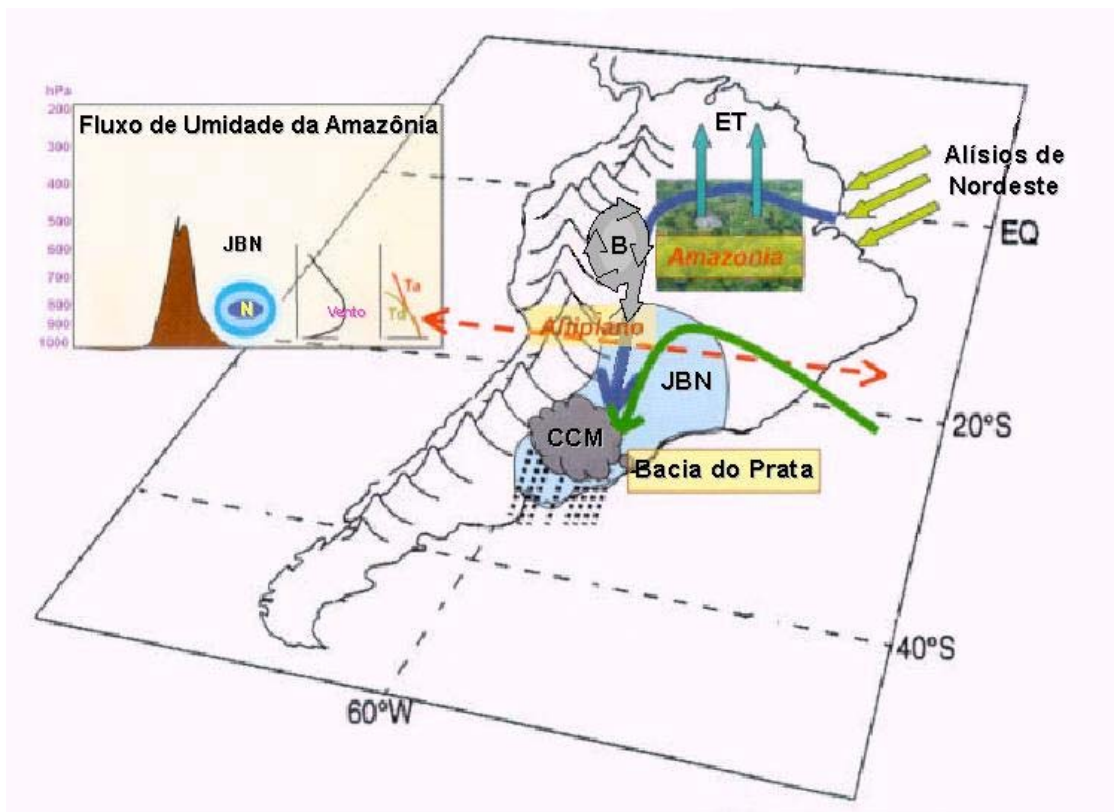 hPa
200
300
400
500
600
700
800
900
1000
Fluxo de Umidade da Amazônia
JBN
N
Vento
Ta
Td
ET
Alísios de
Nordeste
EQ
B
Amazônia
Altiplano
JBN
20°S
CCM
Bacia do Prata
40°S
60°W